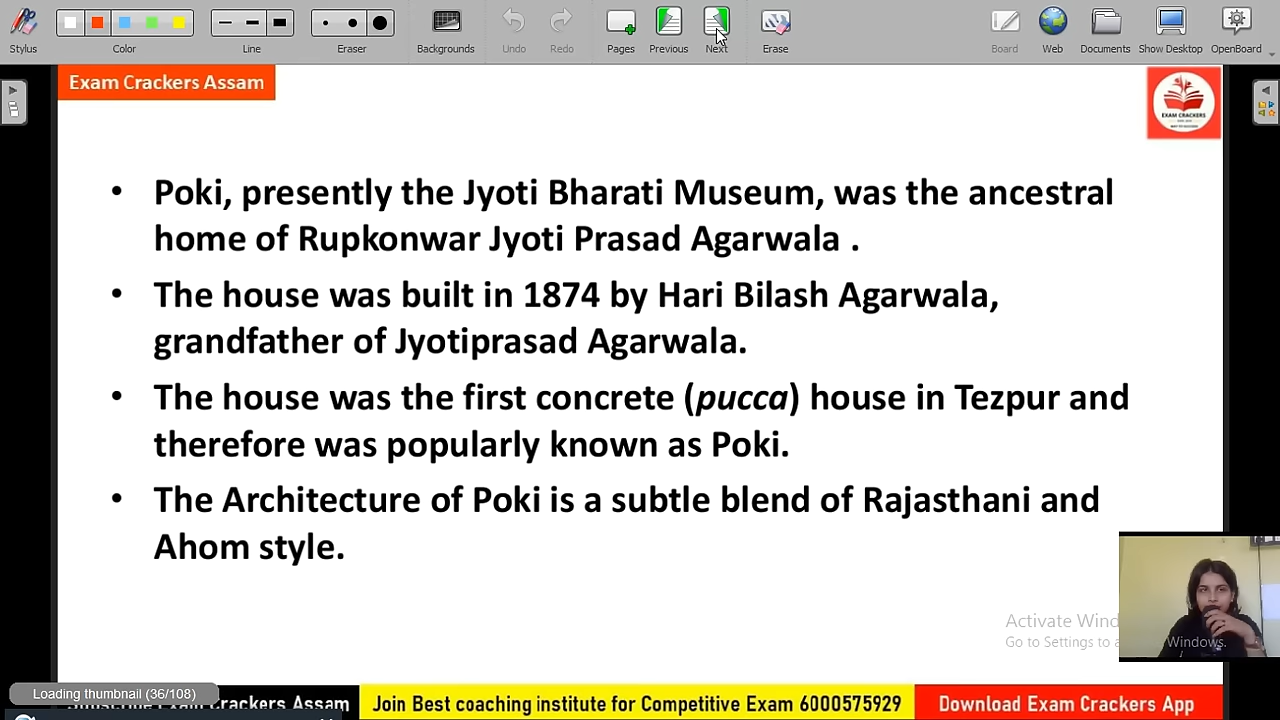 Stylus
Color
Line
Eraser
Backgrounds
Undo
Redo
Pages
Previous
Next
Erase
Board
Web
Documents
Show Desktop
OpenBoard
Exam Crackers Assam
EXAM CRACKERS
• Poki, presently the Jyoti Bharati Museum, was the ancestral
home of Rupkonwar Jyoti Prasad Agarwala .
• The house was built in 1874 by Hari Bilash Agarwala,
grandfather of Jyotiprasad Agarwala.
• The house was the first concrete (pucca) house in Tezpur and
therefore was popularly known as Poki.
• The Architecture of Poki is a subtle blend of Rajasthani and
Ahom style.
Activate Wind
Go to Settings to a Windows.
Loading thumbnail (36/108)
Subscribe Exam Crackers Assam
Join Best coaching institute for Competitive Exam 6000575929
Download Exam Crackers App